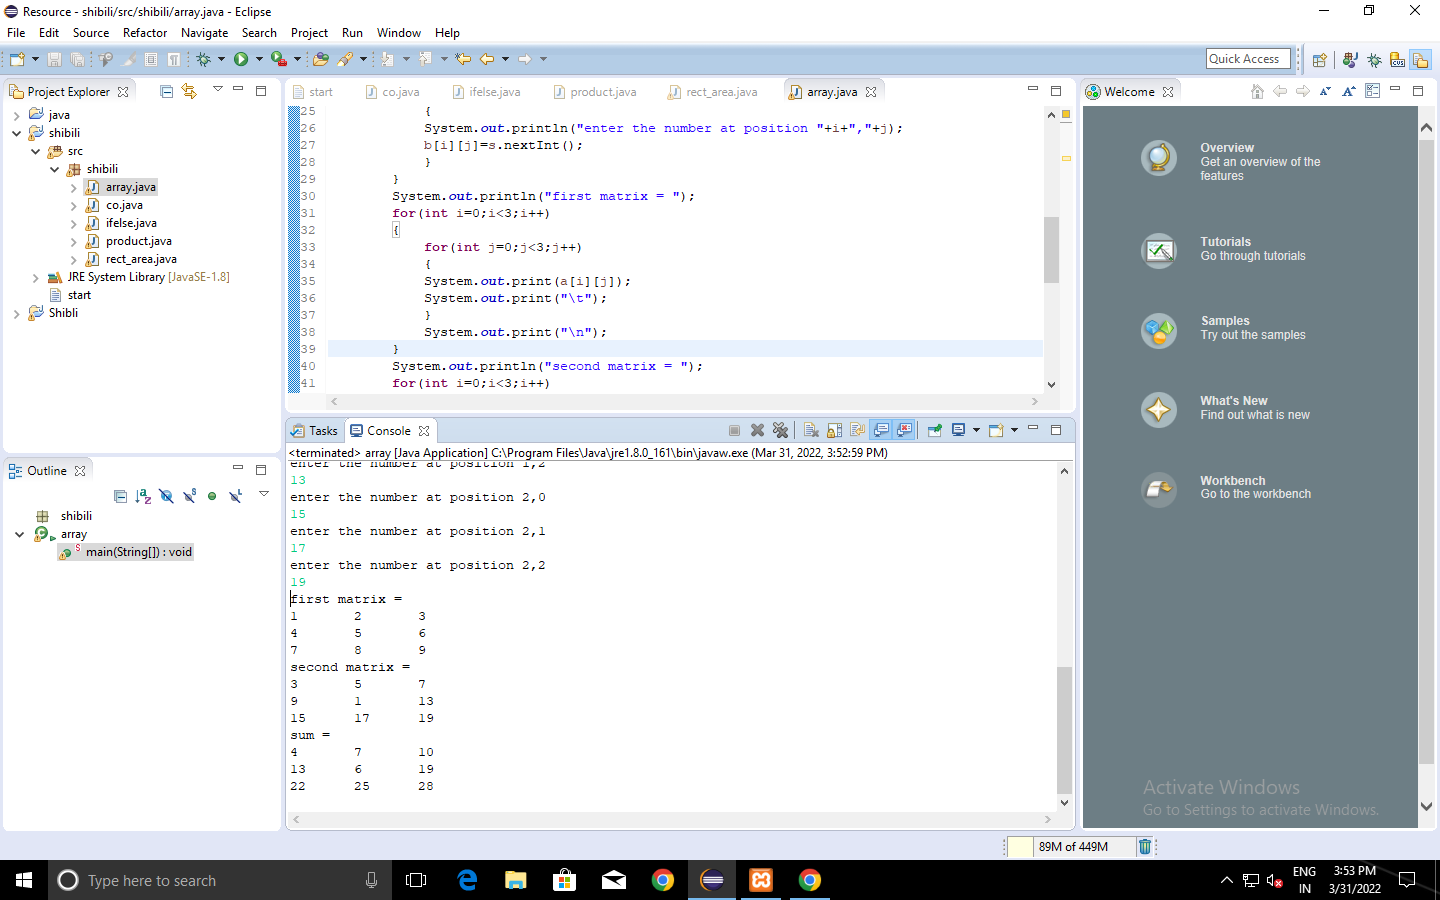 Resource - shibili/src/shibili/array.java - Eclipse
File Edit Source Refactor Navigate Search Project Run Window Help
Quick Access
Project Explorer
java
shibili
src
shibili
array.java
co.java
ifelse.java
product.java
rect_area.java
JRE System Library [JavaSE-1.8]
start
Shibli
start co.java ifelse.java product.java rect_area.java array.java
25 {
26 System.out.println("enter the number at position "+i+","+j);
27 b[i][j]=s.nextInt();
28 }
29 }
30 System.out.println("first matrix = ");
31 for(int i=0;i<3;i++)
32 {
33 for(int j=0;j<3;j++)
34 {
35 System.out.print(a[i][j]);
36 System.out.print("\t");
37 }
38 System.out.print("\n");
39 }
40 System.out.println("second matrix = ");
41 for(int i=0;i<3;i++)
Outline
shibili
array
main(String[]) : void
Tasks Console
<terminated> array [Java Application] C:\Program Files\Java\jre1.8.0_161\bin\javaw.exe (Mar 31, 2022, 3:52:59 PM)
enter the number at position 1,2
13
enter the number at position 2,0
15
enter the number at position 2,1
17
enter the number at position 2,2
19
first matrix =
1 2 3
4 5 6
7 8 9
second matrix =
3 5 7
9 1 13
15 17 19
sum =
4 7 10
13 6 19
22 25 28
Welcome
Overview
Get an overview of the
features
Tutorials
Go through tutorials
Samples
Try out the samples
What's New
Find out what is new
Workbench
Go to the workbench
Activate Windows
Go to Settings to activate Windows.
89M of 449M
Type here to search
ENG
IN
3:53 PM
3/31/2022